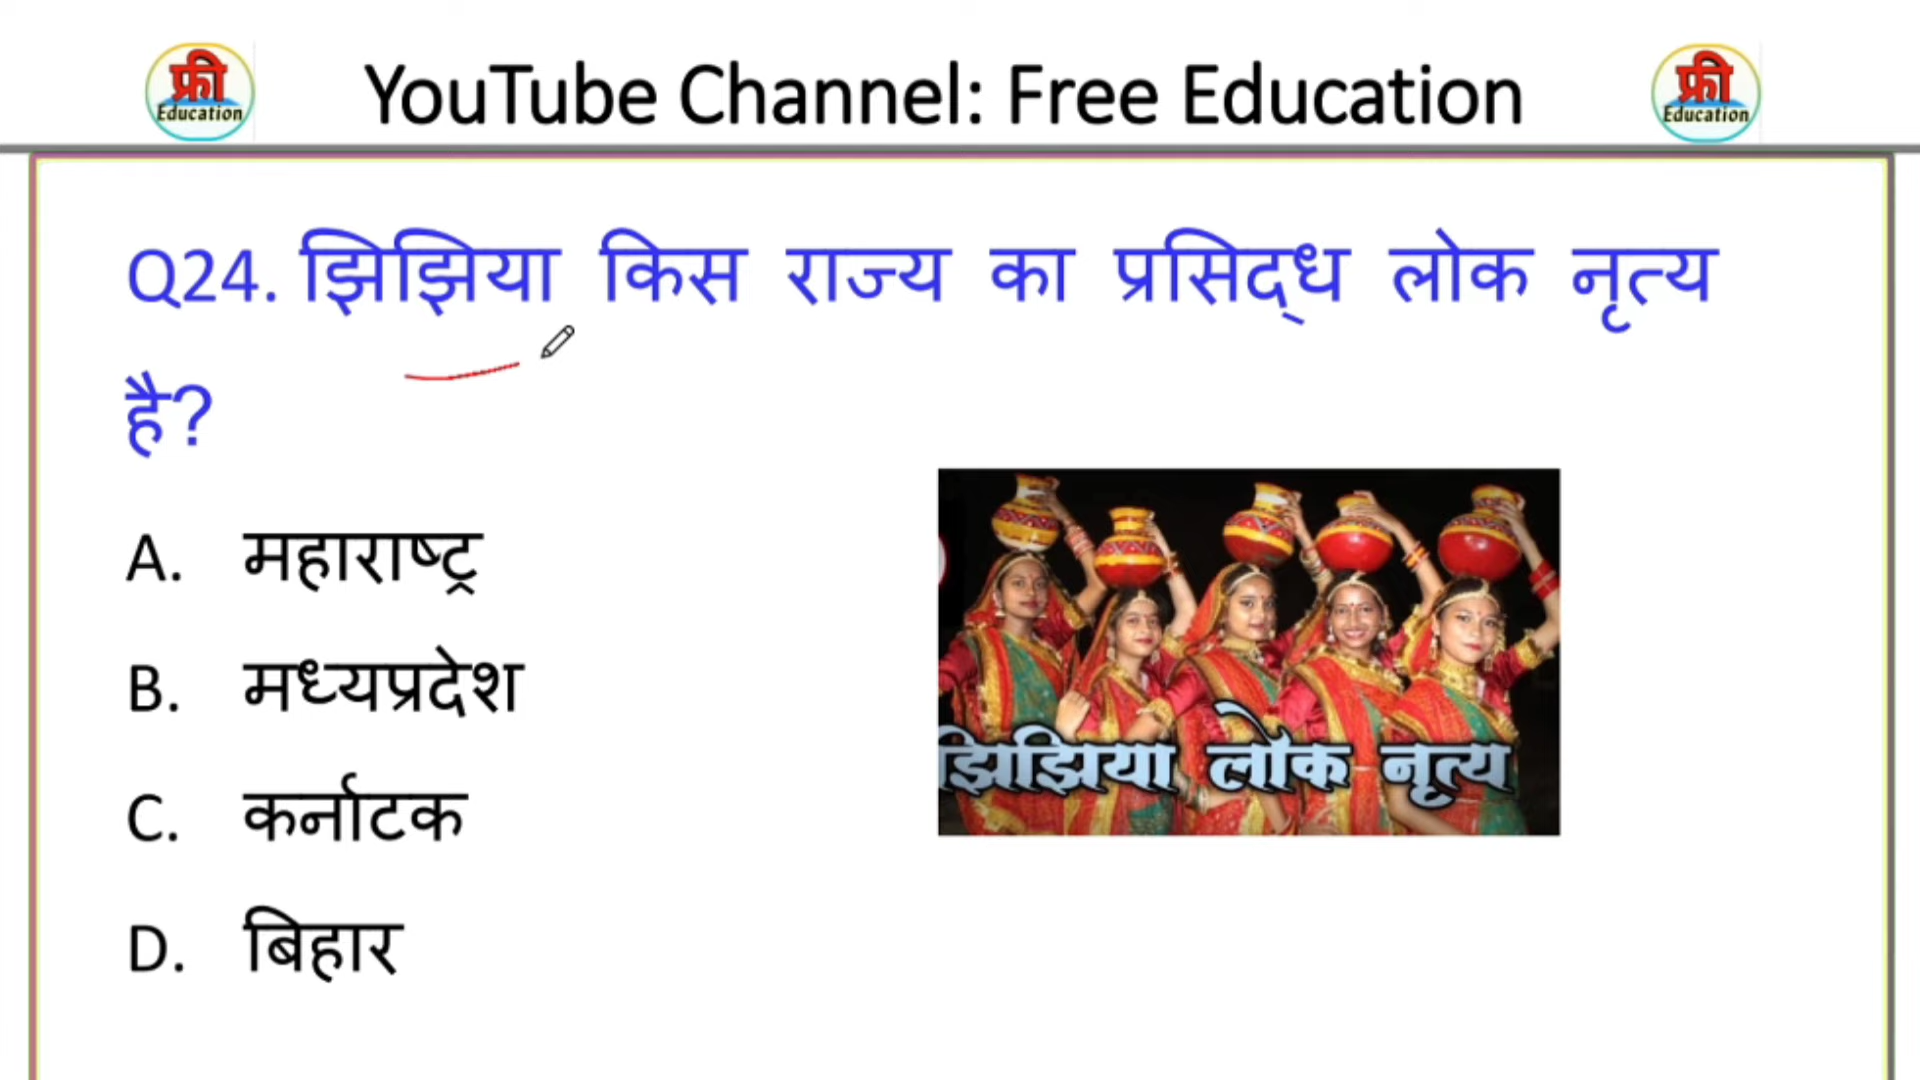 फ्री
Education
YouTube Channel: Free Education
फ्री
Education
Q24. झिझिया किस राज्य का प्रसिद्ध लोक नृत्य
है?
A. महाराष्ट्र
B. मध्यप्रदेश
C. कर्नाटक
D. बिहार
झिझिया लोक नृत्य